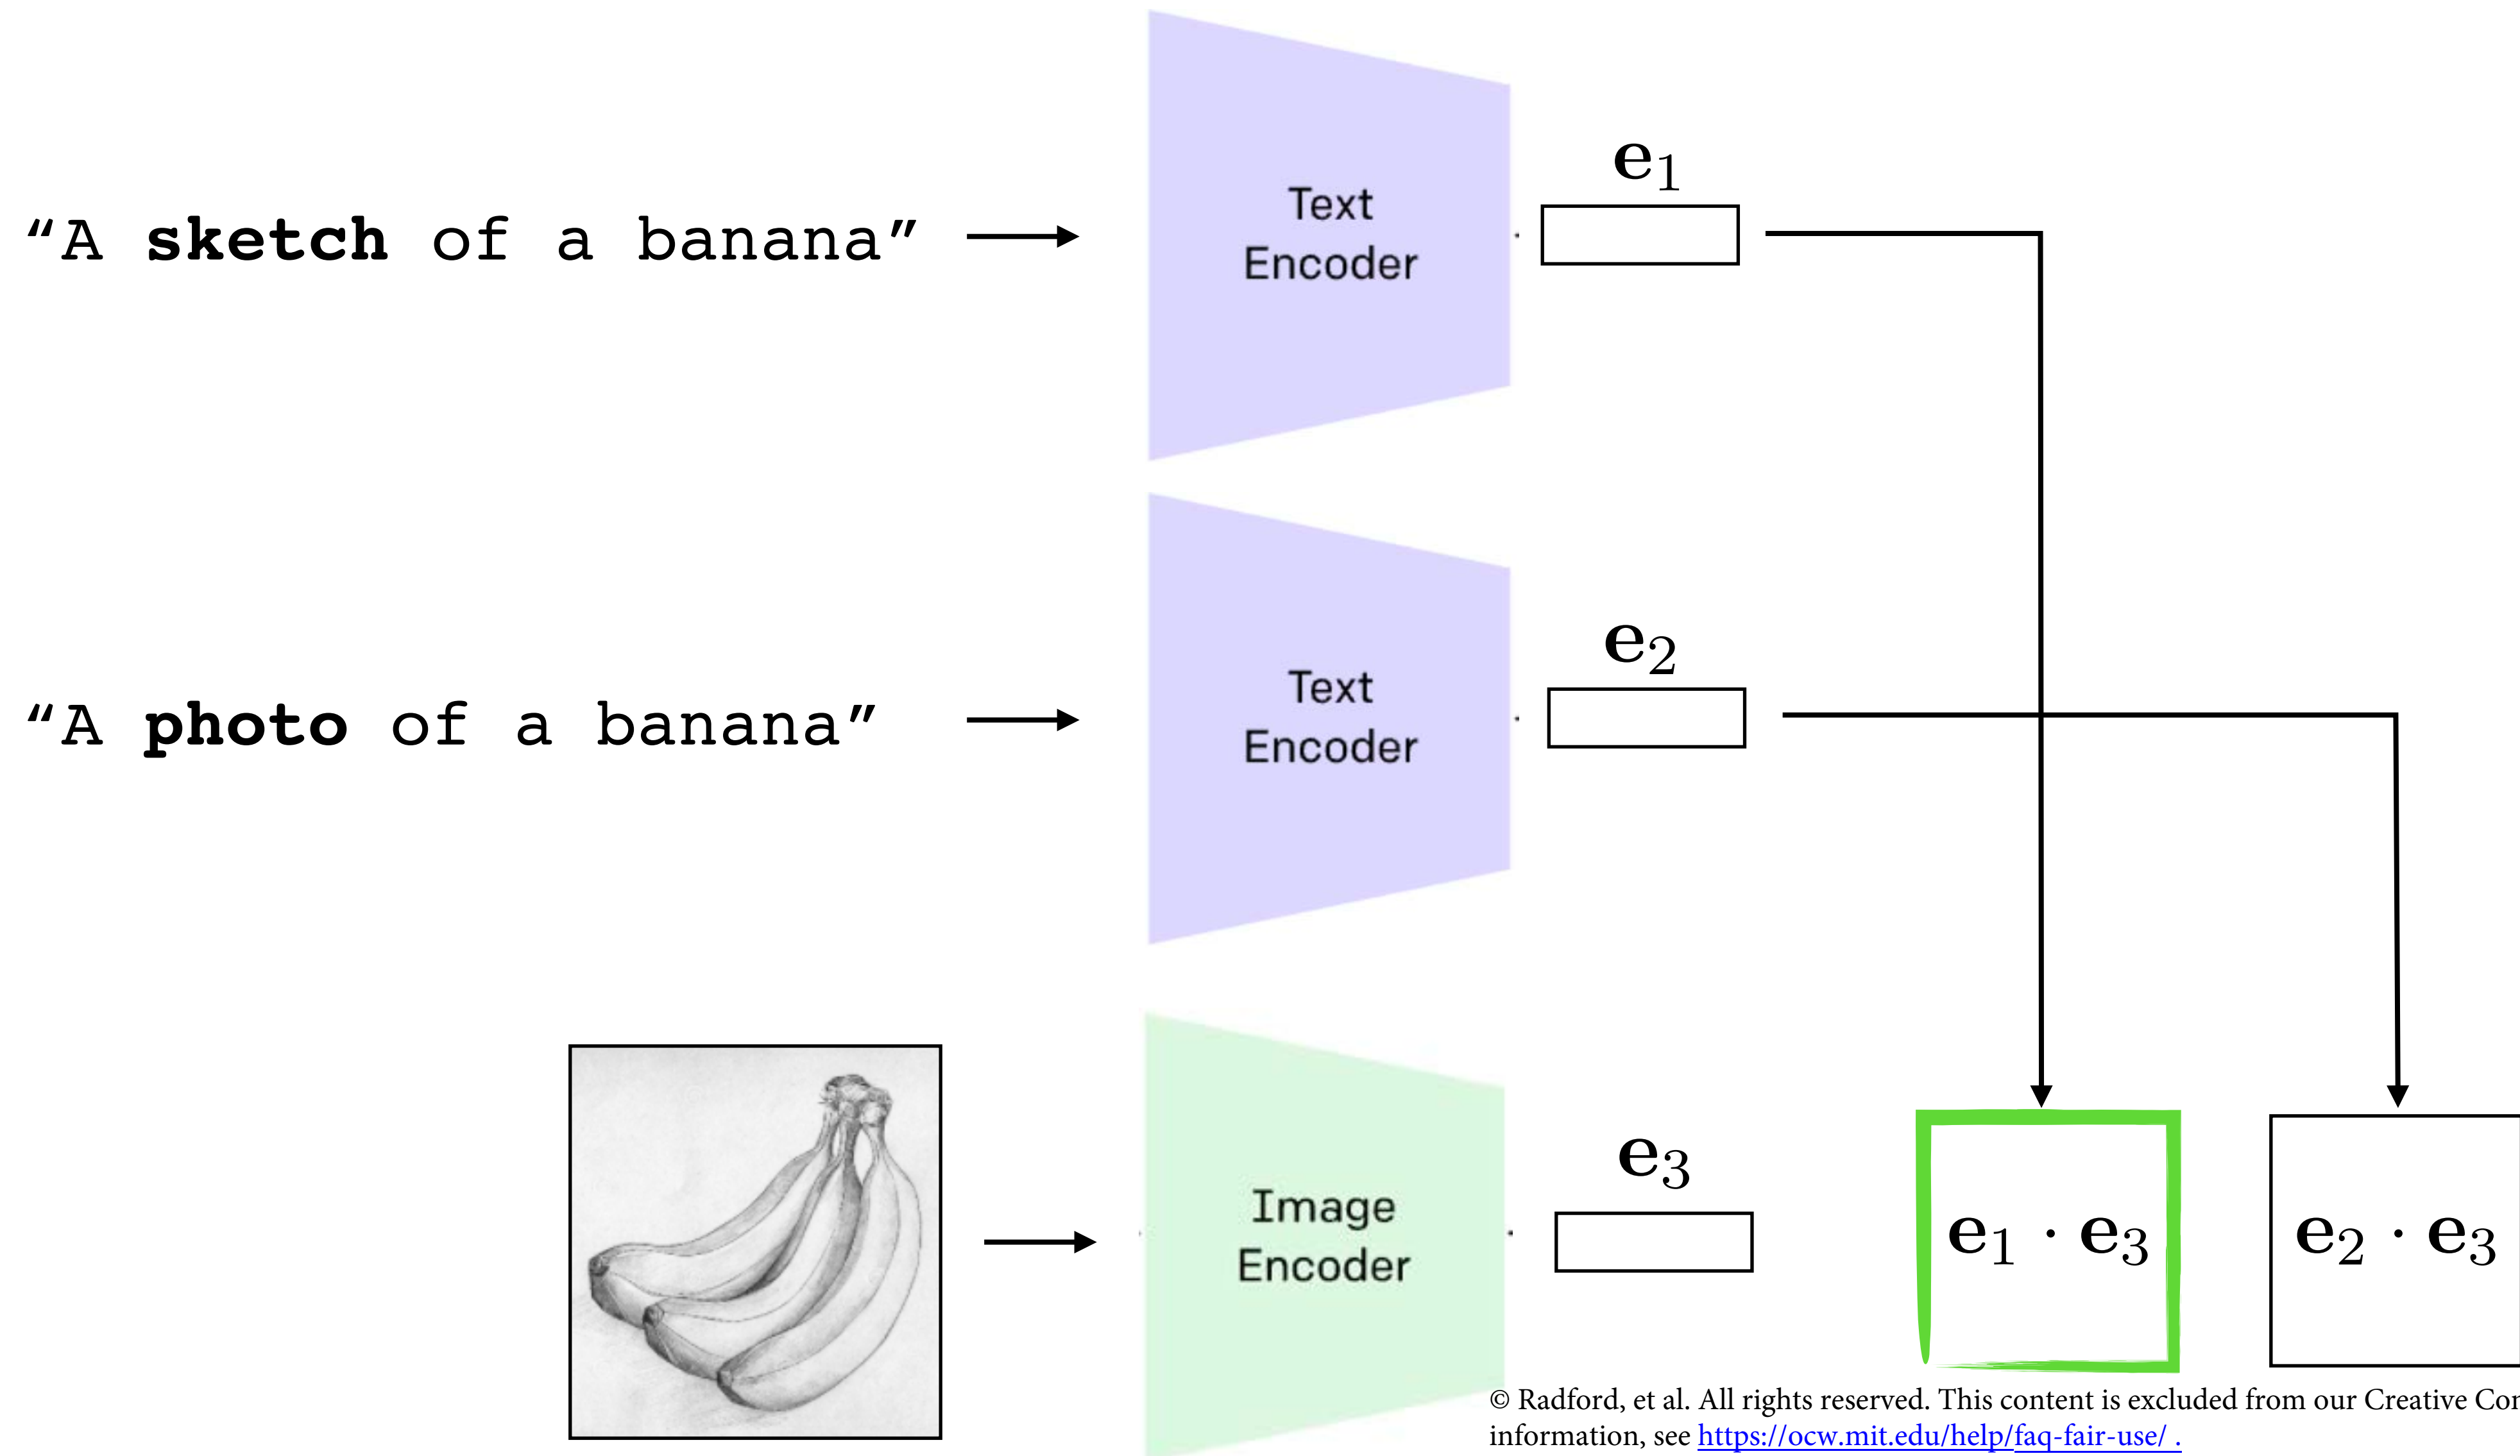 “A sketch of a banana”
Text
Encoder
e₁
“A photo of a banana”
Text
Encoder
e₂
Image
Encoder
e₃
e₁ · e₃
e₂ · e₃
© Radford, et al. All rights reserved. This content is excluded from our Creative
information, see https://ocw.mit.edu/help/faq-fair-use/ .